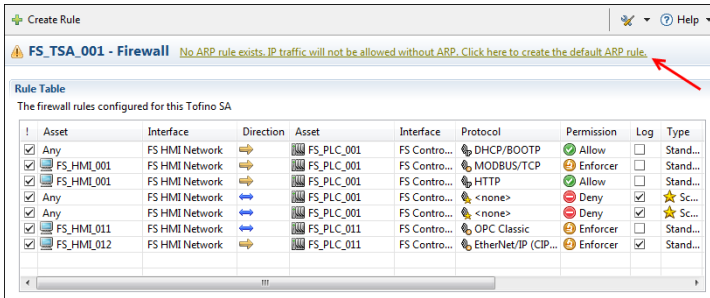 Create Rule Help
FS_TSA_001 - Firewall No ARP rule exists. IP traffic will not be allowed without ARP. Click here to create the default ARP rule.
Rule Table
The firewall rules configured for this Tofino SA
! Asset Interface Direction Asset Interface Protocol Permission Log Type
Any FS HMI Network FS_PLC_001 FS Contro... DHCP/BOOTP Allow Stand...
FS_HMI_001 FS HMI Network FS_PLC_001 FS Contro... MODBUS/TCP Enforcer Stand...
FS_HMI_001 FS HMI Network FS_PLC_001 FS Contro... HTTP Allow Stand...
Any FS HMI Network FS_PLC_001 FS Contro... <none> Deny Sc...
Any FS HMI Network FS_PLC_001 FS Contro... <none> Deny Sc...
FS_HMI_011 FS HMI Network FS_PLC_011 FS Contro... OPC Classic Enforcer Stand...
FS_HMI_012 FS HMI Network FS_PLC_011 FS Contro... EtherNet/IP (CIP... Enforcer Stand...